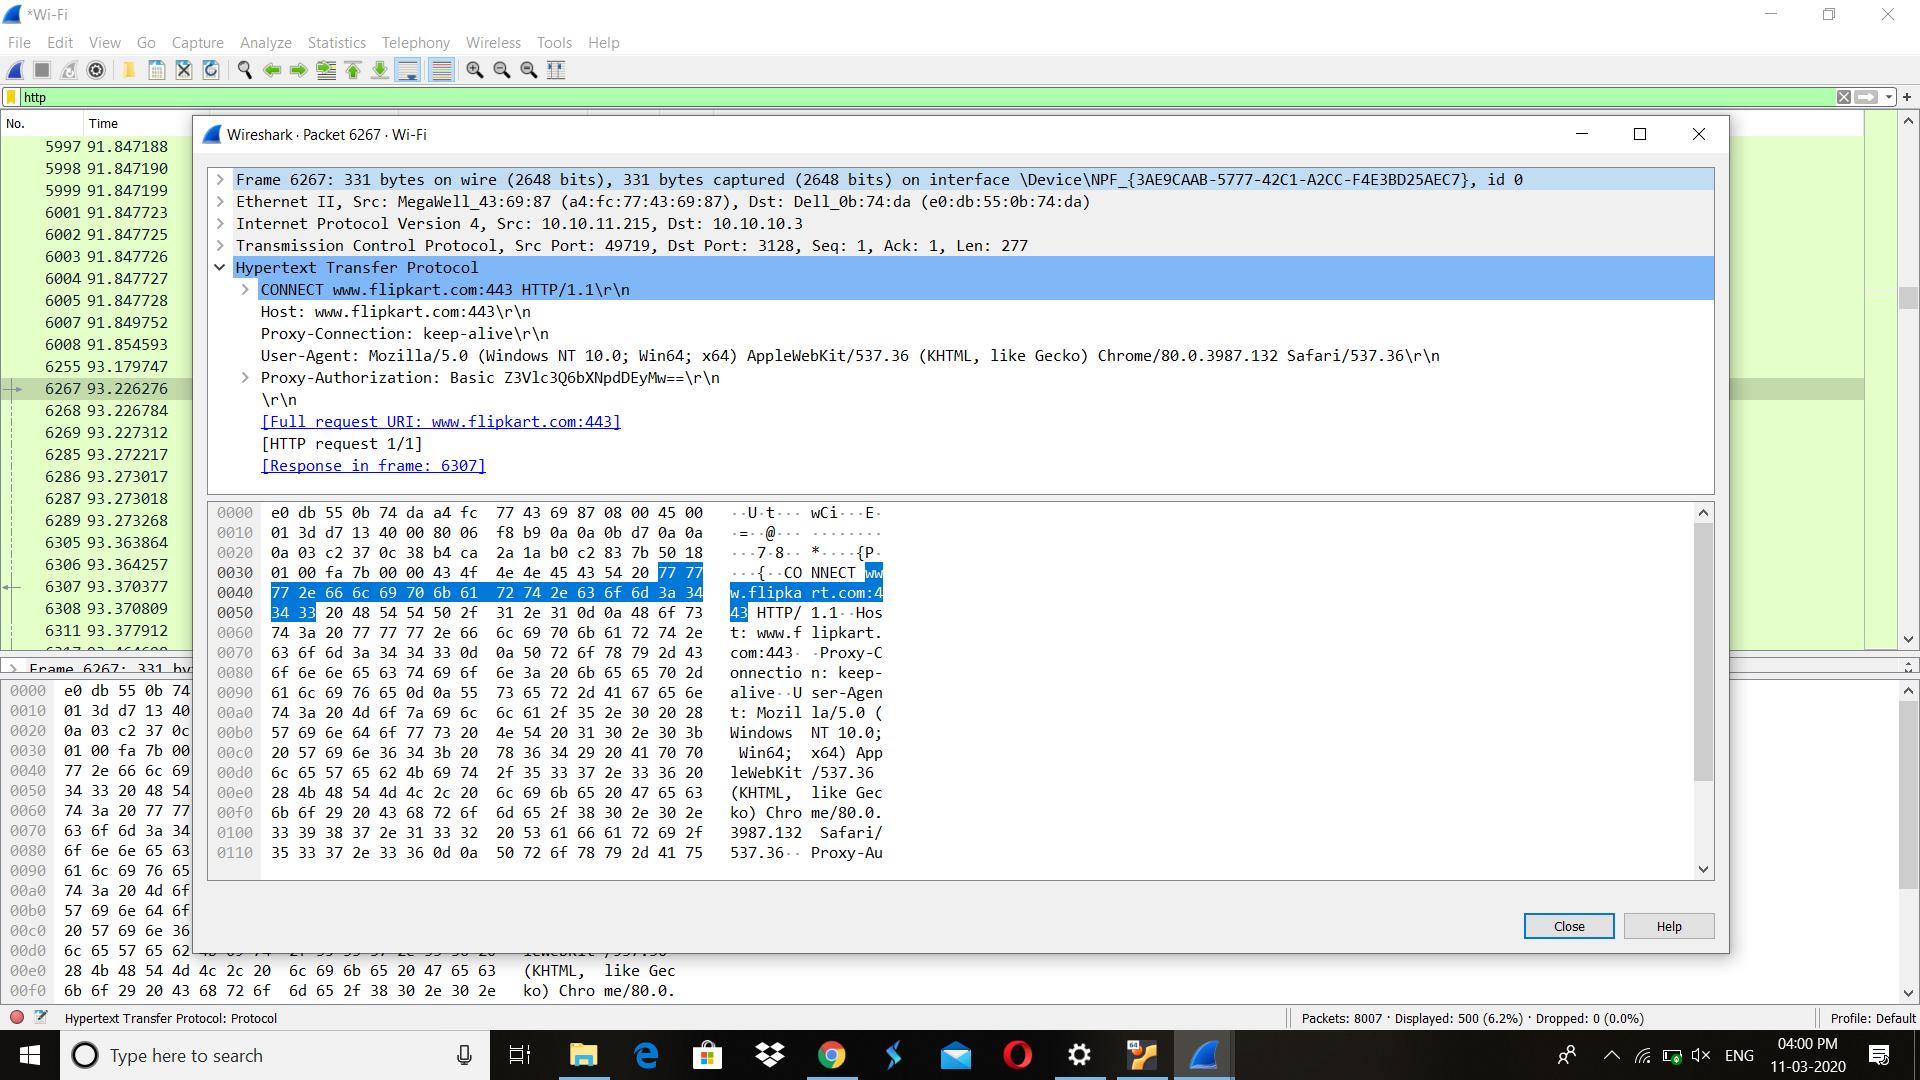 *Wi-Fi
File Edit View Go Capture Analyze Statistics Telephony Wireless Tools Help
http
No. Time
5997 91.847188
5998 91.847190
5999 91.847199
6001 91.847723
6002 91.847725
6003 91.847726
6004 91.847727
6005 91.847728
6007 91.849752
6008 91.854593
6255 93.179747
6267 93.226276
6268 93.226784
6269 93.227312
6285 93.272217
6286 93.273017
6287 93.273018
6289 93.273268
6305 93.363864
6306 93.364257
6307 93.370377
6308 93.370809
6311 93.377912
Wireshark · Packet 6267 · Wi-Fi
Frame 6267: 331 bytes on wire (2648 bits), 331 bytes captured (2648 bits) on interface \Device\NPF_{3AE9CAAB-5777-42C1-A2CC-F4E3BD25AEC7}, id 0
Ethernet II, Src: MegaWell_43:69:87 (a4:fc:77:43:69:87), Dst: Dell_0b:74:da (e0:db:55:0b:74:da)
Internet Protocol Version 4, Src: 10.10.11.215, Dst: 10.10.10.3
Transmission Control Protocol, Src Port: 49719, Dst Port: 3128, Seq: 1, Ack: 1, Len: 277
Hypertext Transfer Protocol
CONNECT www.flipkart.com:443 HTTP/1.1\r\n
Host: www.flipkart.com:443\r\n
Proxy-Connection: keep-alive\r\n
User-Agent: Mozilla/5.0 (Windows NT 10.0; Win64; x64) AppleWebKit/537.36 (KHTML, like Gecko) Chrome/80.0.3987.132 Safari/537.36\r\n
Proxy-Authorization: Basic Z3Vlc3Q6bXNpdDEyMw==\r\n
\r\n
[Full request URI: www.flipkart.com:443]
[HTTP request 1/1]
[Response in frame: 6307]
0000 e0 db 55 0b 74 da a4 fc 77 43 69 87 08 00 45 00 ··U·t··· wCi···E·
0010 01 3d d7 13 40 00 80 06 f8 b9 0a 0a 0b d7 0a 0a ·=··@··· ········
0020 0a 03 c2 37 0c 38 b4 ca 2a 1a b0 c2 83 7b 50 18 ···7·8·· *····{P·
0030 01 00 fa 7b 00 00 43 4f 4e 4e 45 43 54 20 77 77 ···{··CO NNECT ww
0040 77 2e 66 6c 69 70 6b 61 72 74 2e 63 6f 6d 3a 34 w.flipka rt.com:4
0050 34 33 20 48 54 54 50 2f 31 2e 31 0d 0a 48 6f 73 43 HTTP/ 1.1··Hos
0060 74 3a 20 77 77 77 2e 66 6c 69 70 6b 61 72 74 2e t: www.f lipkart.
0070 63 6f 6d 3a 34 34 33 0d 0a 50 72 6f 78 79 2d 43 com:443· ·Proxy-C
0080 6f 6e 6e 65 63 74 69 6f 6e 3a 20 6b 65 65 70 2d onnectio n: keep-
0090 61 6c 69 76 65 0d 0a 55 73 65 72 2d 41 67 65 6e alive··U ser-Agen
00a0 74 3a 20 4d 6f 7a 69 6c 6c 61 2f 35 2e 30 20 28 t: Mozil la/5.0 (
00b0 57 69 6e 64 6f 77 73 20 4e 54 20 31 30 2e 30 3b Windows NT 10.0;
00c0 20 57 69 6e 36 34 3b 20 78 36 34 29 20 41 70 70 Win64; x64) App
00d0 6c 65 57 65 62 4b 69 74 2f 35 33 37 2e 33 36 20 leWebKit /537.36
00e0 28 4b 48 54 4d 4c 2c 20 6c 69 6b 65 20 47 65 63 (KHTML, like Gec
00f0 6b 6f 29 20 43 68 72 6f 6d 65 2f 38 30 2e 30 2e ko) Chro me/80.0.
0100 33 39 38 37 2e 31 33 32 20 53 61 66 61 72 69 2f 3987.132 Safari/
0110 35 33 37 2e 33 36 0d 0a 50 72 6f 78 79 2d 41 75 537.36·· Proxy-Au
Close Help
Frame 6267: 331 by
0000 e0 db 55 0b 74
0010 01 3d d7 13 40
0020 0a 03 c2 37 0c
0030 01 00 fa 7b 00
0040 77 2e 66 6c 69
0050 34 33 20 48 54
0060 74 3a 20 77 77
0070 63 6f 6d 3a 34
0080 6f 6e 6e 65 63
0090 61 6c 69 76 65
00a0 74 3a 20 4d 6f
00b0 57 69 6e 64 6f
00c0 20 57 69 6e 36
00d0 6c 65 57 65 62
00e0 28 4b 48 54 4d 4c 2c 20 6c 69 6b 65 20 47 65 63 (KHTML, like Gec
00f0 6b 6f 29 20 43 68 72 6f 6d 65 2f 38 30 2e 30 2e ko) Chro me/80.0.
Hypertext Transfer Protocol: Protocol
Packets: 8007 · Displayed: 500 (6.2%) · Dropped: 0 (0.0%)
Profile: Default
Type here to search
64
ENG
04:00 PM
11-03-2020